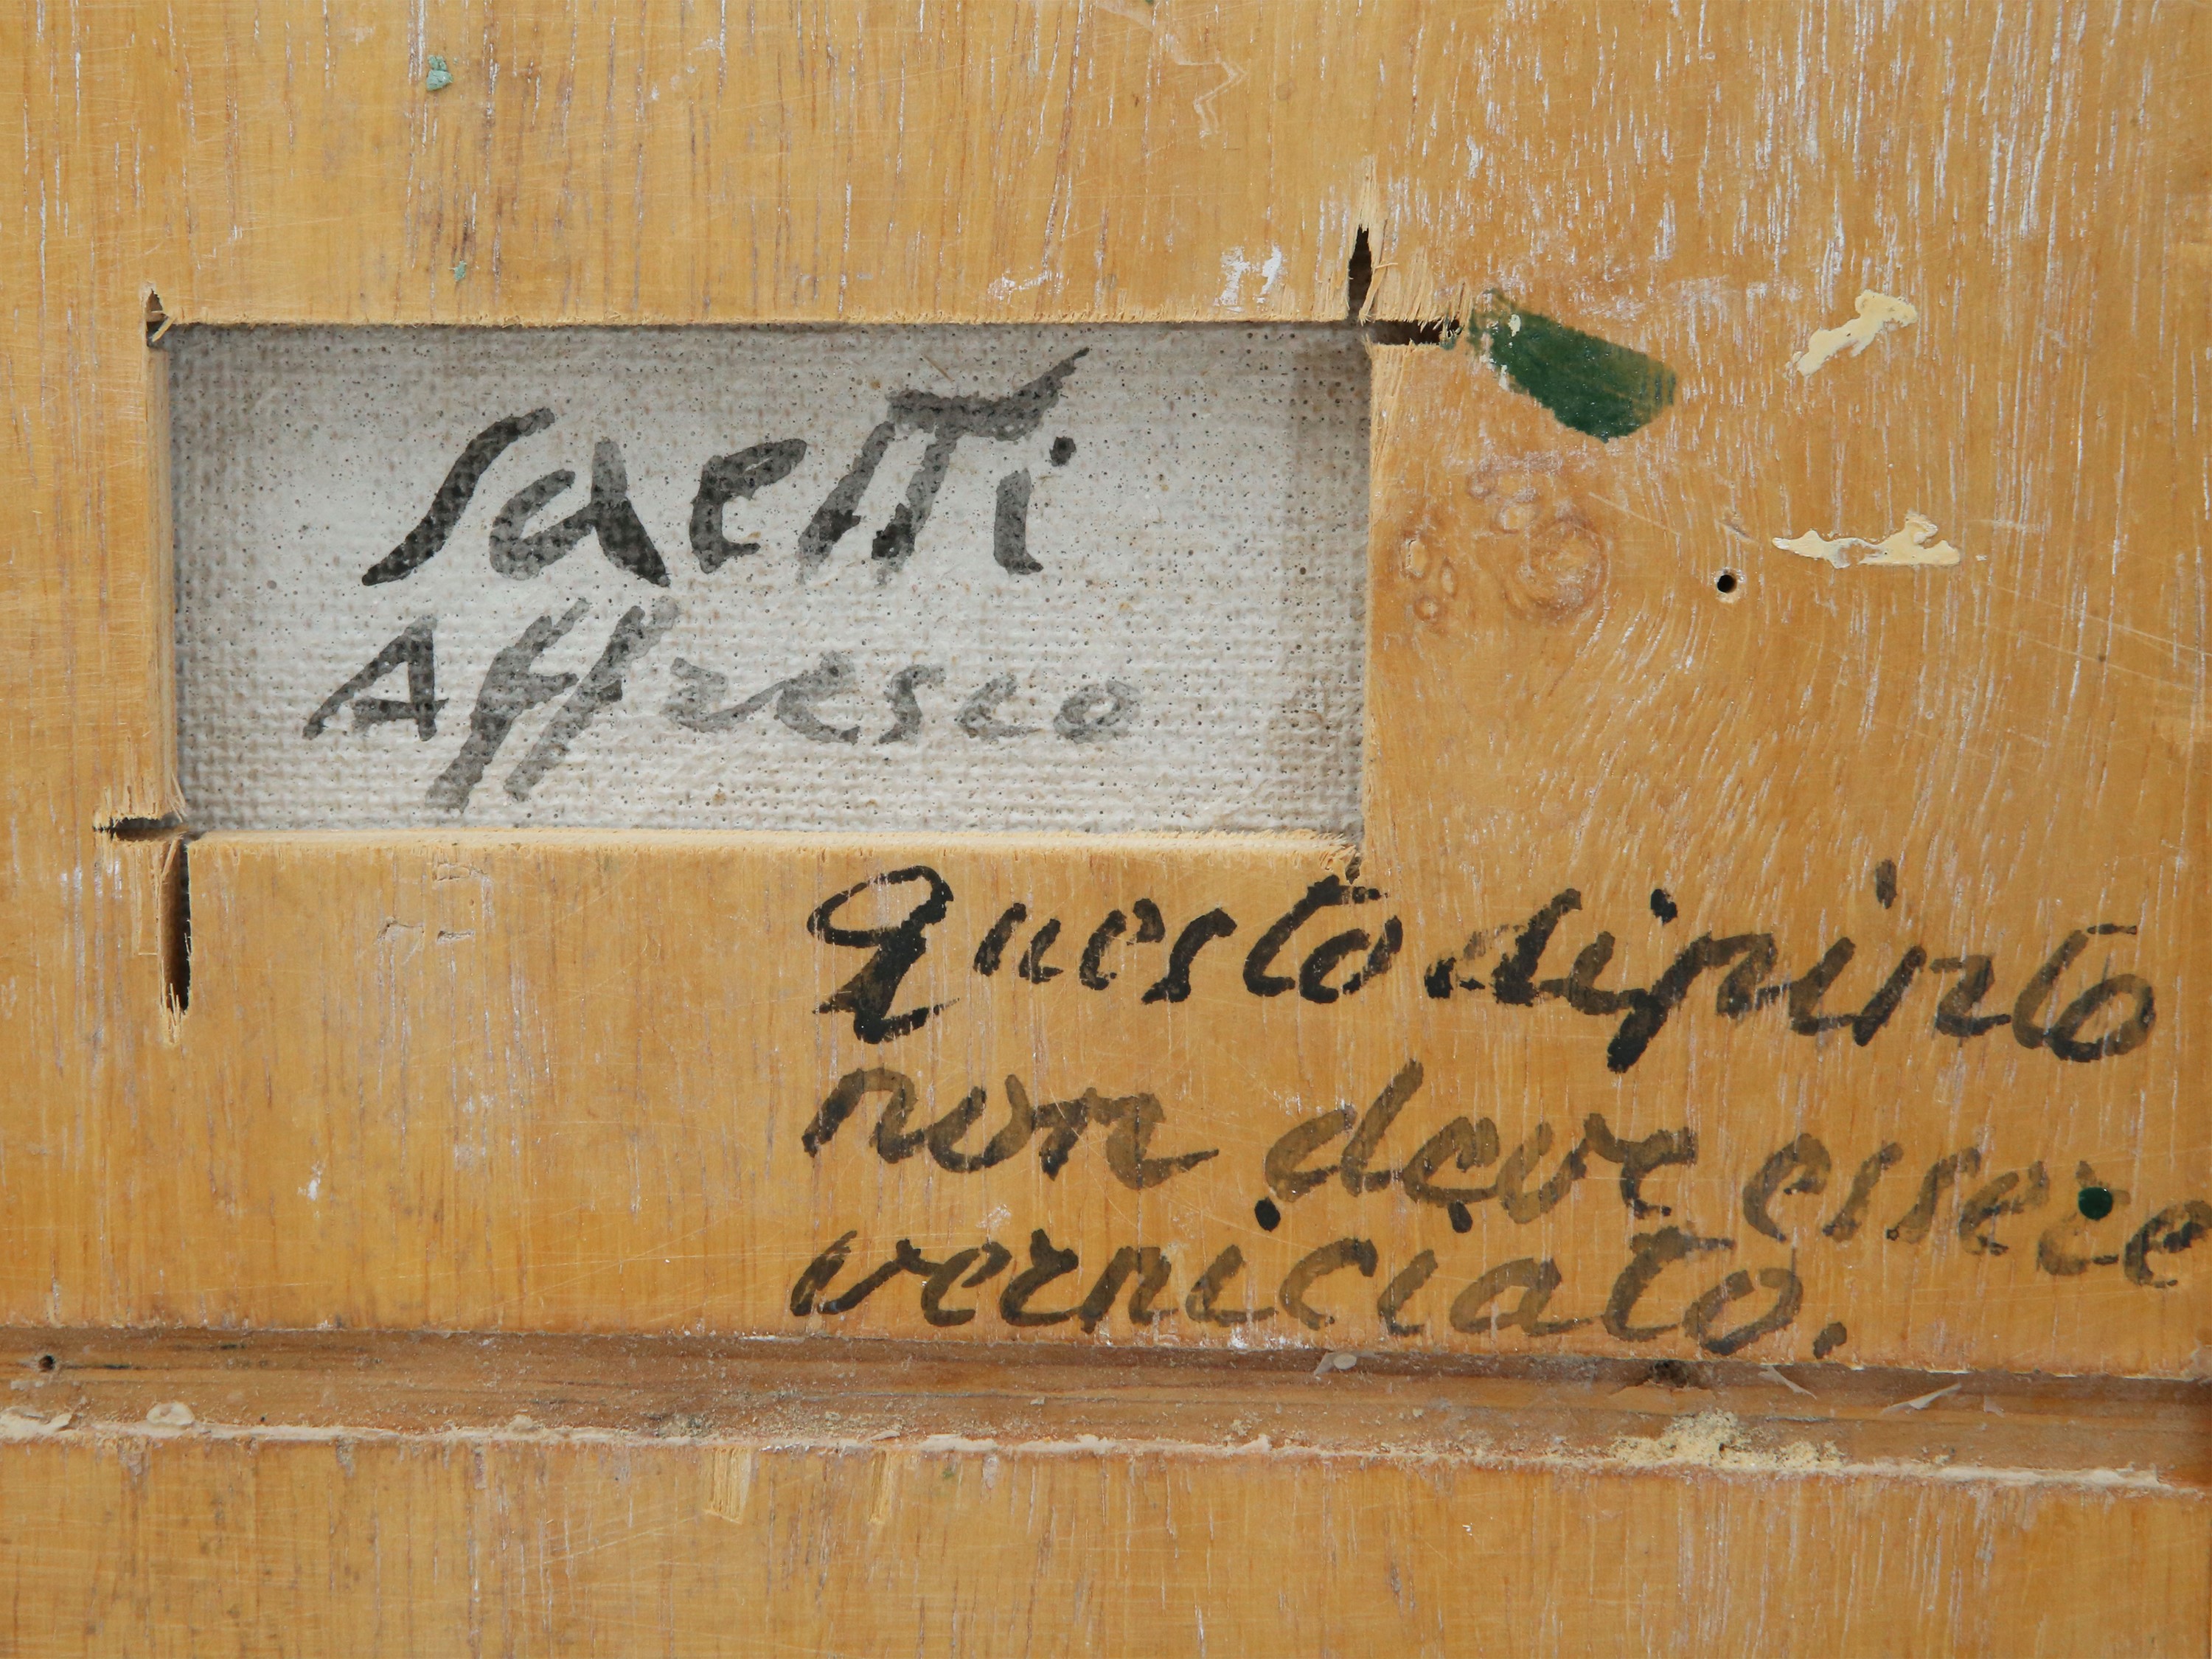 Saetti
Affresco
Questo dipinto
non deve essere
verniciato.